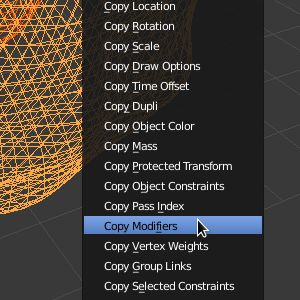 Copy Location
Copy Rotation
Copy Scale
Copy Draw Options
Copy Time Offset
Copy Dupli
Copy Object Color
Copy Mass
Copy Protected Transform
Copy Object Constraints
Copy Pass Index
Copy Modifiers
Copy Vertex Weights
Copy Group Links
Copy Selected Constraints